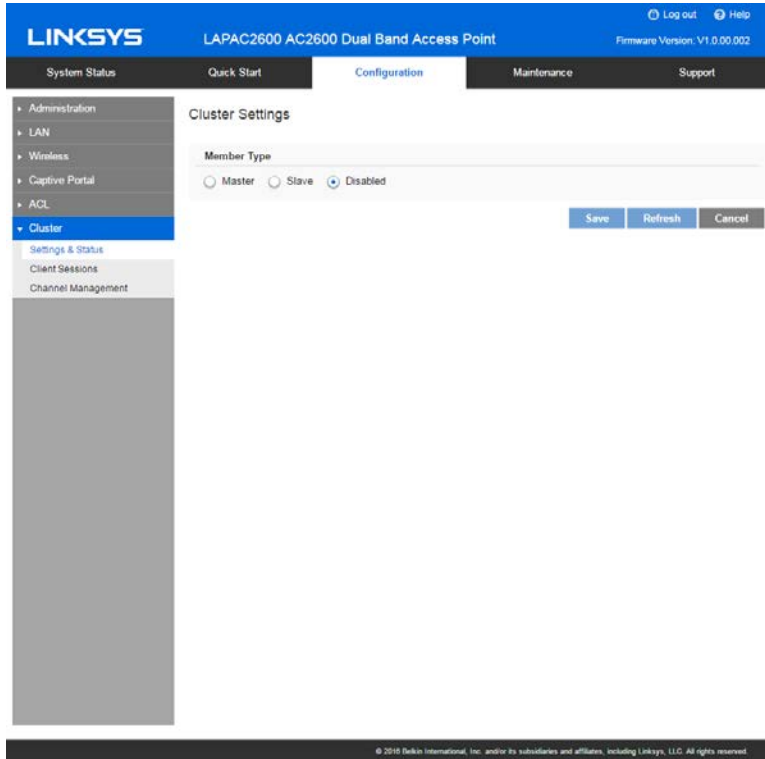 Log out Help
LINKSYS LAPAC2600 AC2600 Dual Band Access Point Firmware Version: V1.0.00.002
System Status Quick Start Configuration Maintenance Support
Administration
LAN
Wireless
Captive Portal
ACL
Cluster
Settings & Status
Client Sessions
Channel Management
Cluster Settings
Member Type
Master Slave Disabled
Save Refresh Cancel
© 2016 Belkin International, Inc. and/or its subsidiaries and affiliates, including Linksys, LLC. All rights reserved.